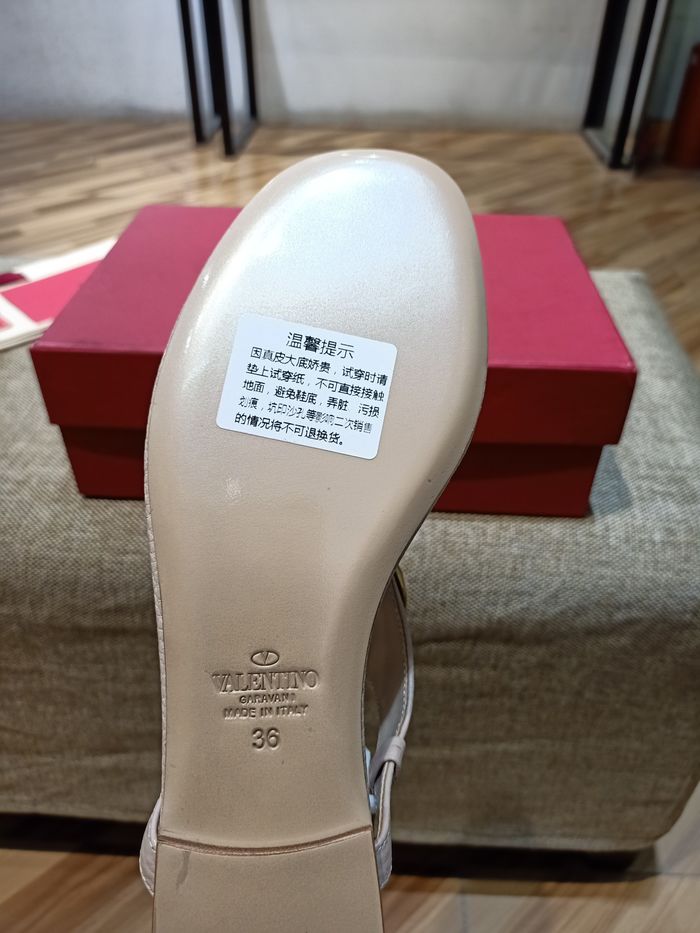 温馨提示
因真皮大底娇贵，试穿时请
垫上试穿纸，不可直接接触
地面，避免鞋底，弄脏 污损
划痕，坑印沙孔等影响二次销售
的情况将不可退换货。
VALENTINO
GARAVANI
MADE IN ITALY
36